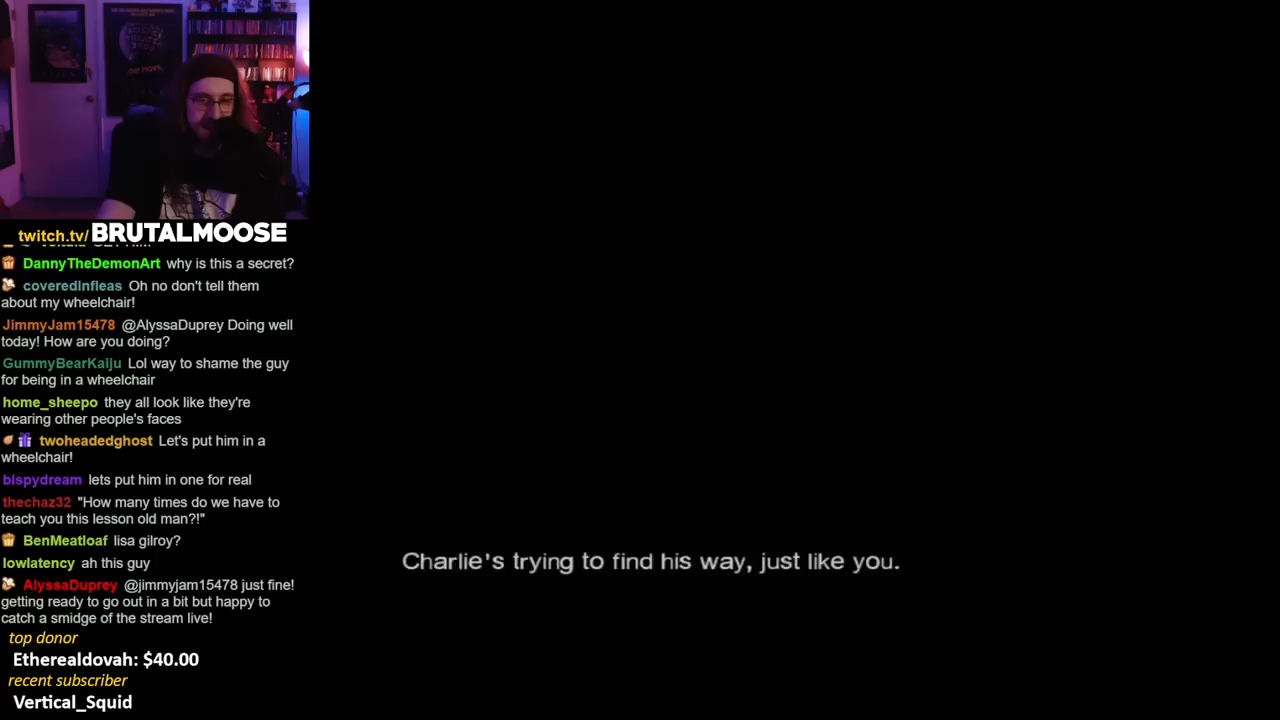 twitch.tv/BRUTALMOOSE
DannyTheDemonArt why is this a secret?
coveredinfleas Oh no don't tell them
about my wheelchair!
JimmyJam15478 @AlyssaDuprey Doing well
today! How are you doing?
GummyBearKaiju Lol way to shame the guy
for being in a wheelchair
home_sheepo they all look like they're
wearing other people's faces
twoheadedghost Let's put him in a
wheelchair!
bispydream lets put him in one for real
thechaz32 "How many times do we have to
teach you this lesson old man?!"
BenMeatloaf lisa gilroy?
lowlatency ah this guy
AlyssaDuprey @jimmyjam15478 just fine!
getting ready to go out in a bit but happy to
catch a smidge of the stream live!
top donor
Etherealdovah: $40.00
recent subscriber
Vertical_Squid
Charlie's trying to find his way, just like you.